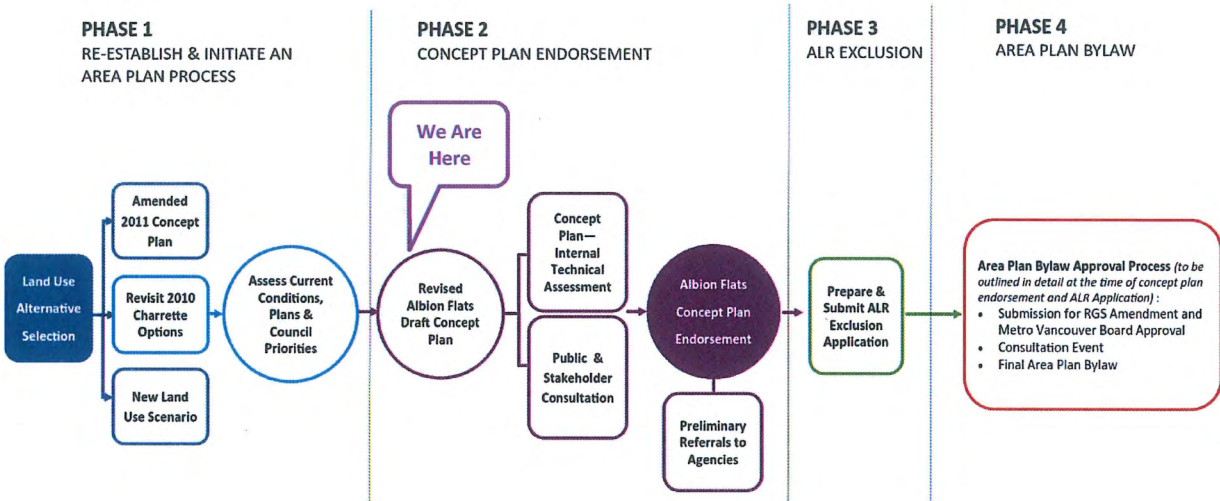 PHASE 1
RE-ESTABLISH & INITIATE AN
AREA PLAN PROCESS
PHASE 2
CONCEPT PLAN ENDORSEMENT
PHASE 3
ALR EXCLUSION
PHASE 4
AREA PLAN BYLAW
We Are
Here
Land Use
Alternative
Selection
Amended
2011 Concept
Plan
Revisit 2010
Charrette
Options
New Land
Use Scenario
Assess Current
Conditions,
Plans &
Council
Priorities
Revised
Albion Flats
Draft Concept
Plan
Concept
Plan—
Internal
Technical
Assessment
Public &
Stakeholder
Consultation
Albion Flats
Concept Plan
Endorsement
Preliminary
Referrals to
Agencies
Prepare &
Submit ALR
Exclusion
Application
Area Plan Bylaw Approval Process (to be
outlined in detail at the time of concept plan
endorsement and ALR Application) :
• Submission for RGS Amendment and
Metro Vancouver Board Approval
• Consultation Event
• Final Area Plan Bylaw